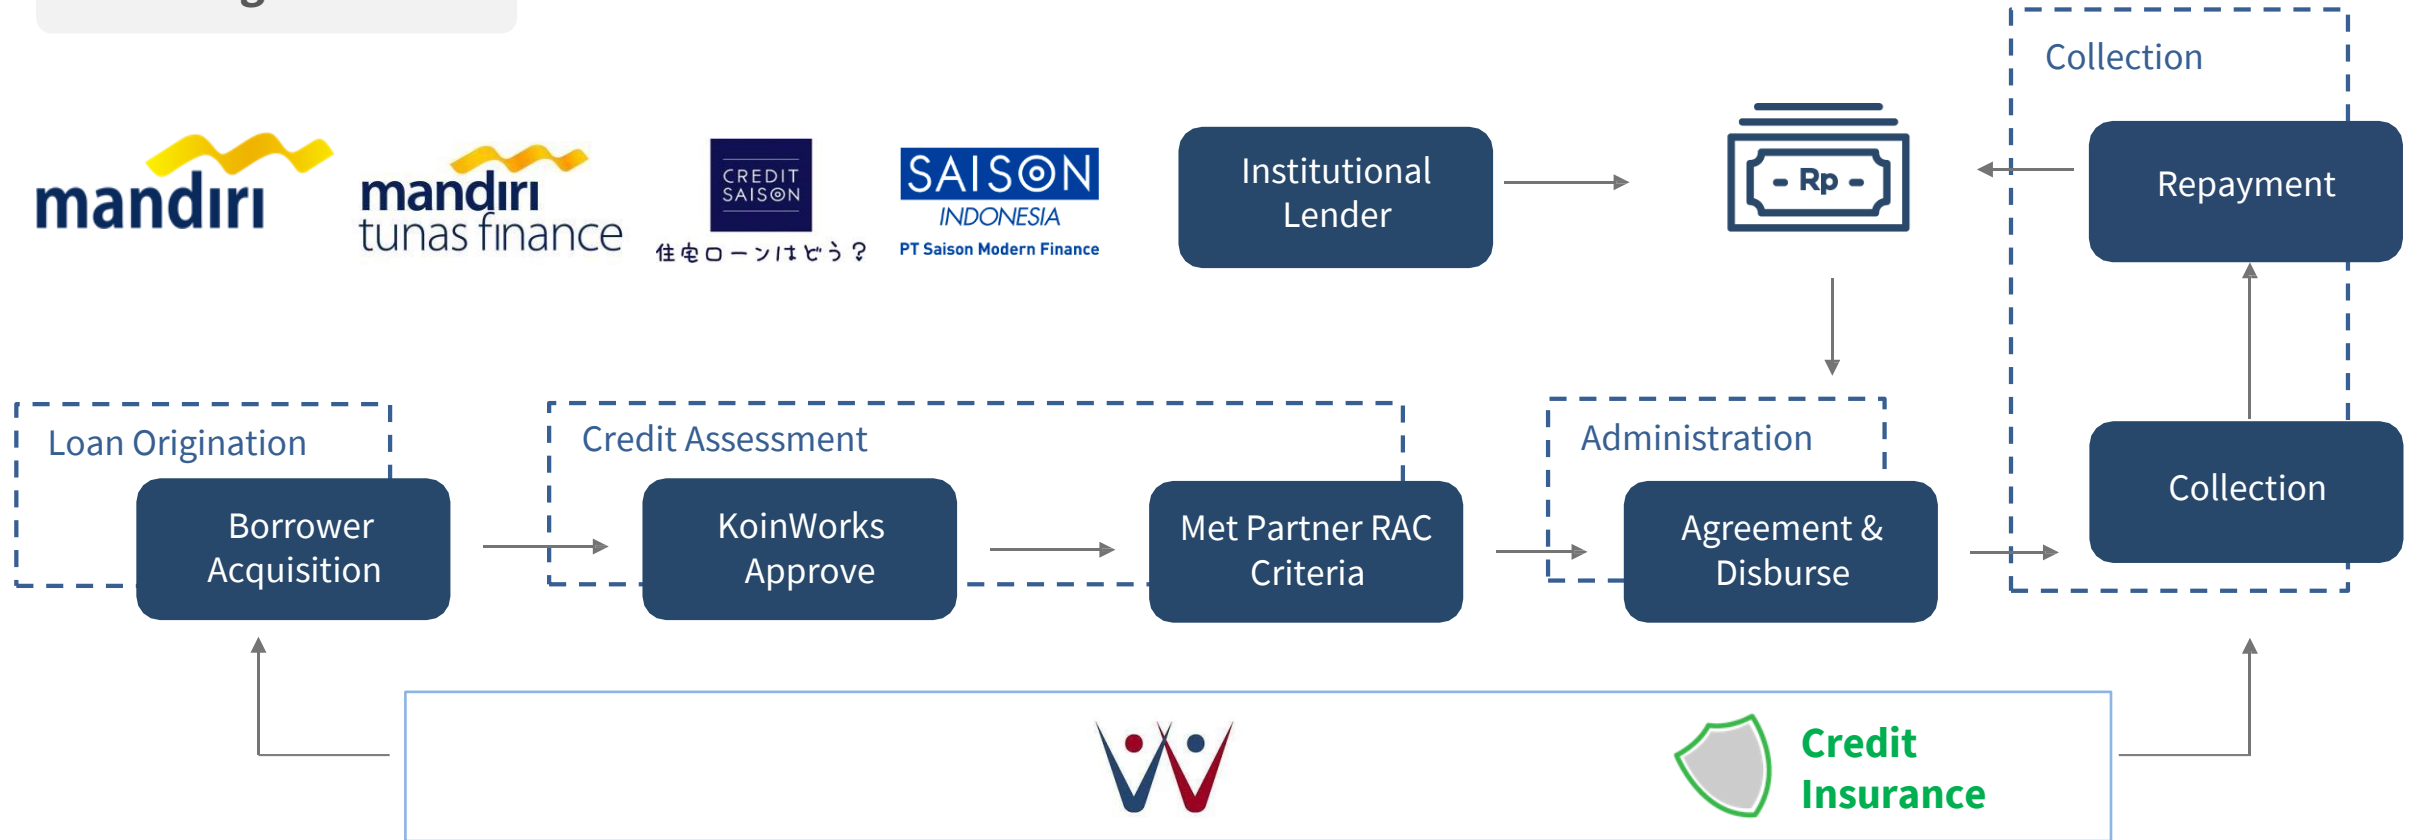 Collection
mandırı
mandırı
tunas finance
CREDIT
SAISON
住宅ローンはどう？
SAISON
INDONESIA
PT Saison Modern Finance
Institutional
Lender
- Rp -
Repayment
Loan Origination
Credit Assessment
Administration
Borrower
Acquisition
KoinWorks
Approve
Met Partner RAC
Criteria
Agreement &
Disburse
Collection
Credit
Insurance